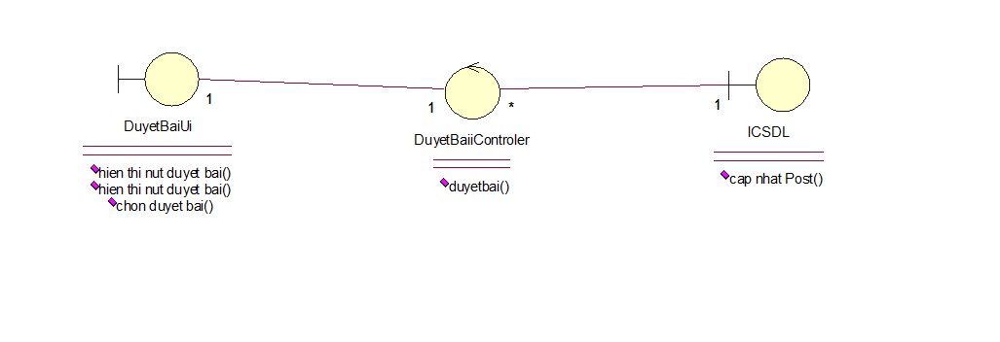 1
1
*
1
DuyetBaiUi
DuyetBaiiControler
ICSDL
hien thi nut duyet bai()
hien thi nut duyet bai()
chon duyet bai()
duyetbai()
cap nhat Post()